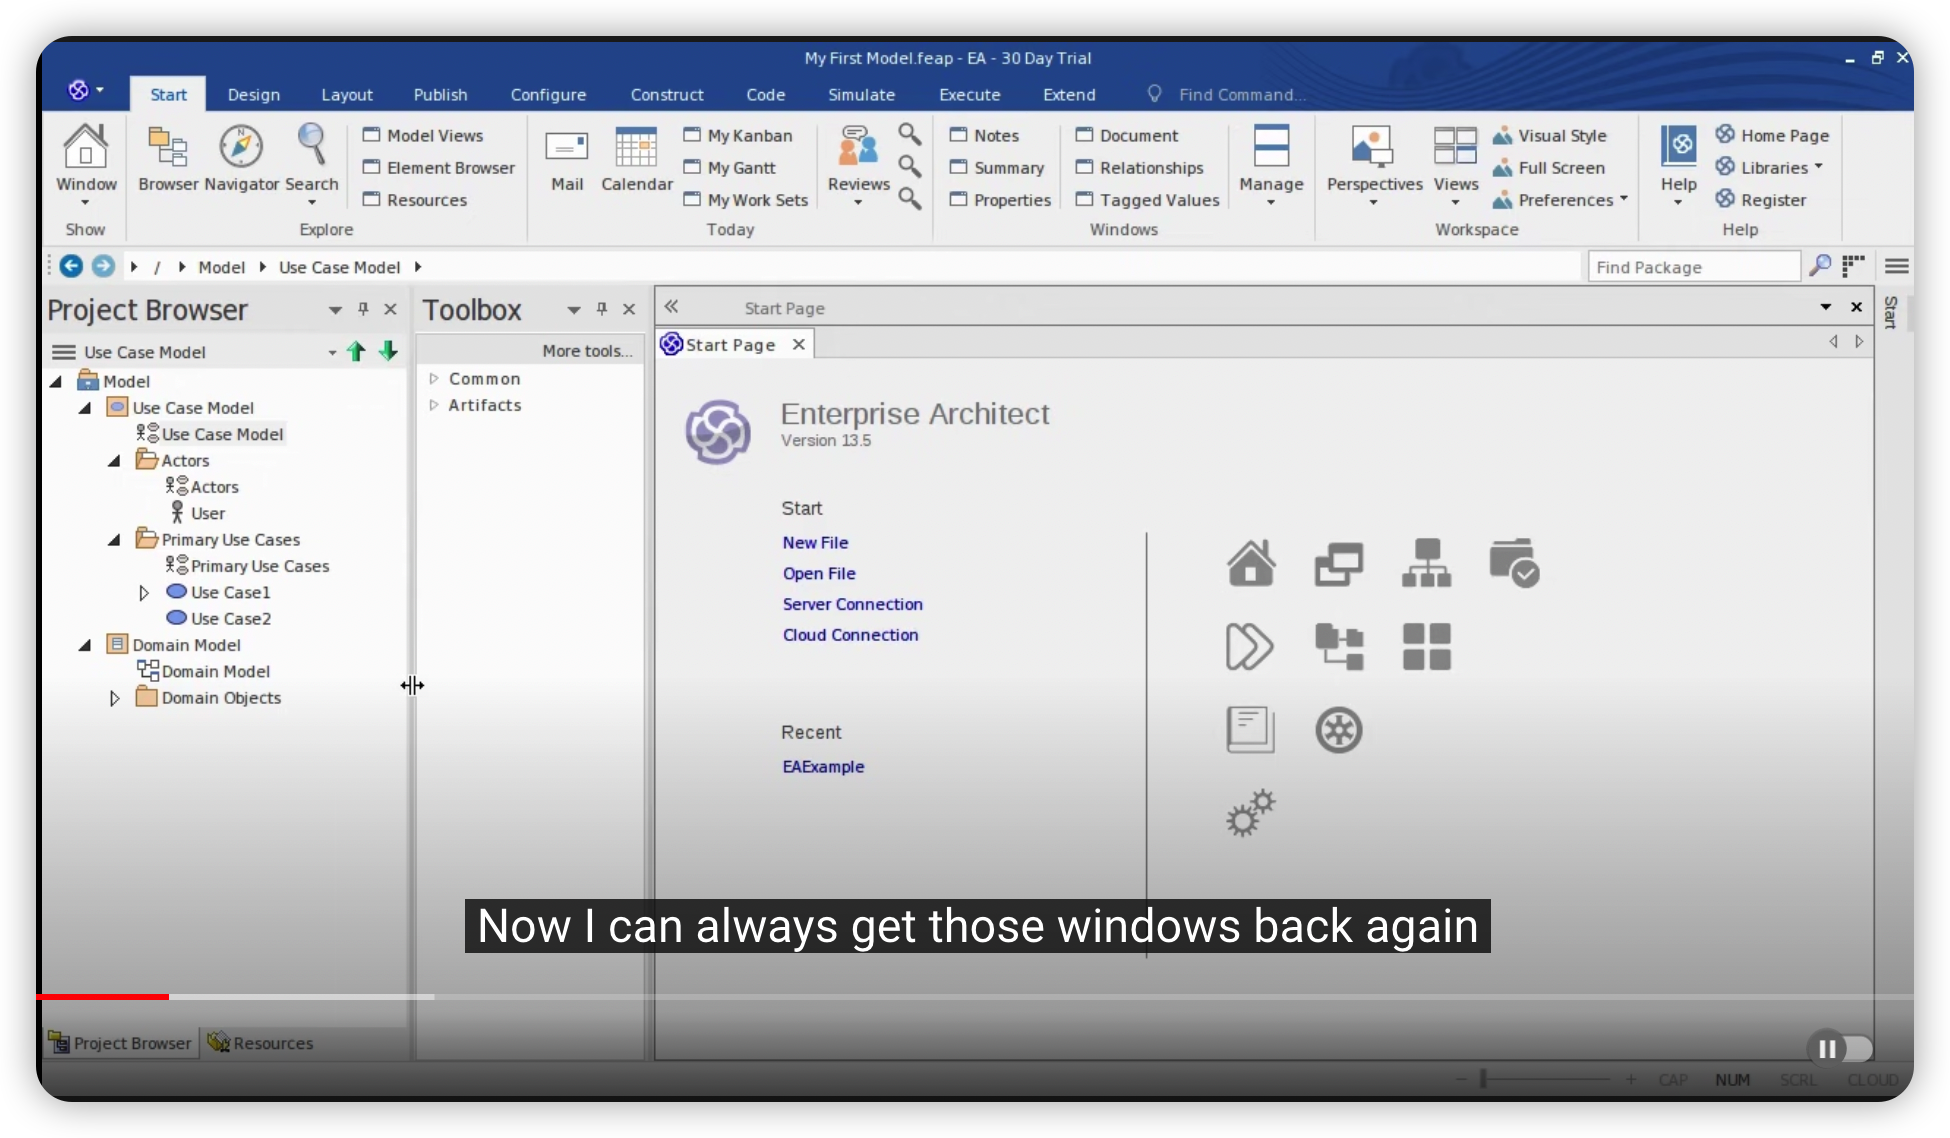 My First Model.feap - EA - 30 Day Trial
Start Design Layout Publish Configure Construct Code Simulate Execute Extend Find Command...
Window
Show
Browser Navigator Search
Model Views
Element Browser
Resources
Explore
Mail Calendar
My Kanban
My Gantt
My Work Sets
Reviews
Today
Notes
Summary
Properties
Document
Relationships
Tagged Values
Manage
Windows
Perspectives Views
Visual Style
Full Screen
Preferences
Workspace
Help
Home Page
Libraries
Register
Help
/ Model Use Case Model
Find Package
Project Browser
Use Case Model
Model
Use Case Model
Use Case Model
Actors
Actors
User
Primary Use Cases
Primary Use Cases
Use Case1
Use Case2
Domain Model
Domain Model
Domain Objects
Project Browser Resources
Toolbox
More tools...
Common
Artifacts
Start Page
Start Page
Start
Enterprise Architect
Version 13.5
Start
New File
Open File
Server Connection
Cloud Connection
Recent
EAExample
Now I can always get those windows back again
CAP NUM SCRL CLOUD